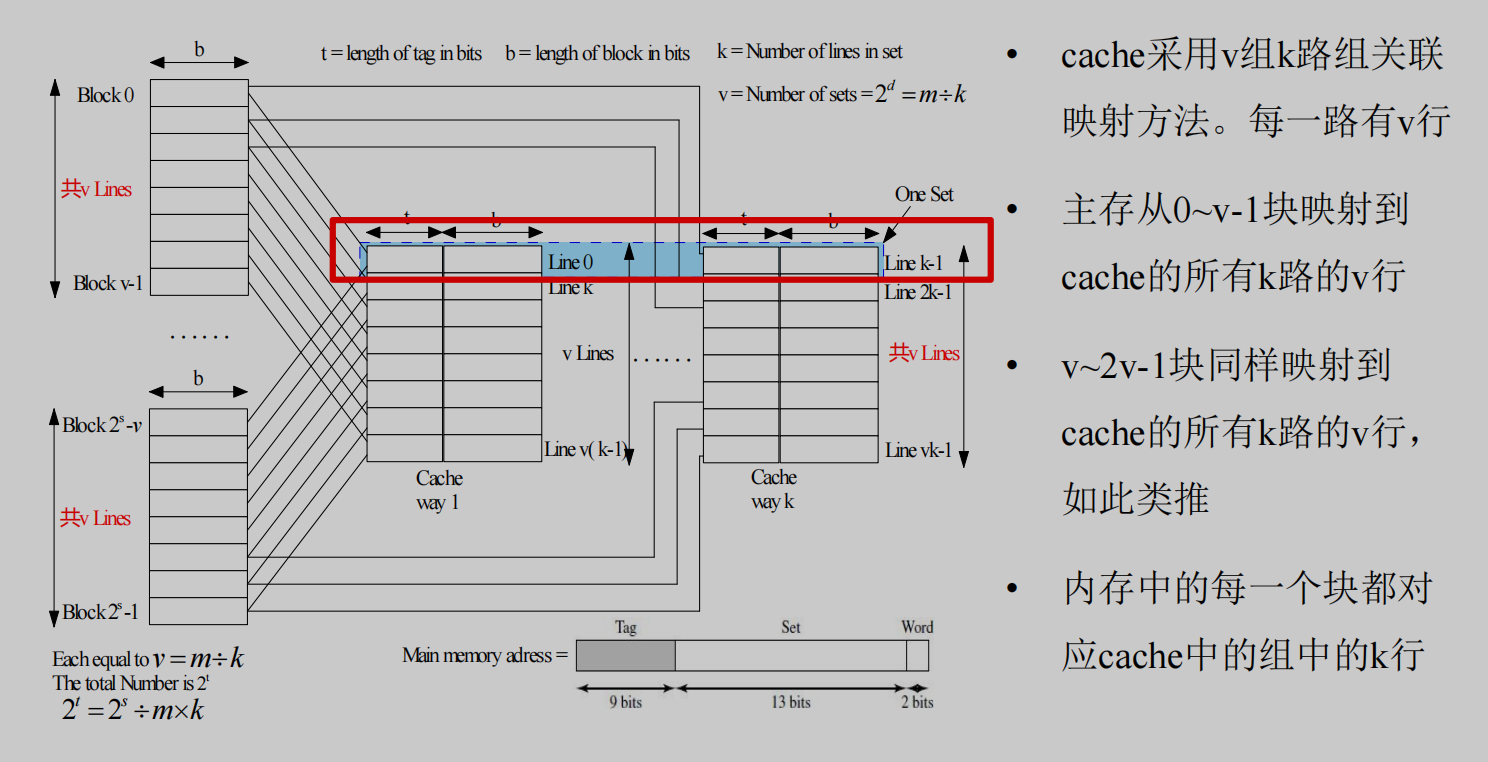 t = length of tag in bits b = length of block in bits k = Number of lines in set
v = Number of sets = 2^d = m÷k
b
Block 0
共v Lines
Block v-1
……
b
Block 2^s-v
共v Lines
Block 2^s-1
Each equal to v = m÷k
The total Number is 2^t
2^t = 2^s ÷ m×k
One Set
t
b
Line 0
Line k
v Lines
Line v( k-1)
Cache
way 1
……
t
b
Line k-1
Line 2k-1
共v Lines
Line vk-1
Cache
way k
Tag Set Word
Main memory adress =
9 bits 13 bits 2 bits
• cache采用v组k路组关联
映射方法。每一路有v行
• 主存从0~v-1块映射到
cache的所有k路的v行
• v~2v-1块同样映射到
cache的所有k路的v行，
如此类推
• 内存中的每一个块都对
应cache中的组中的k行